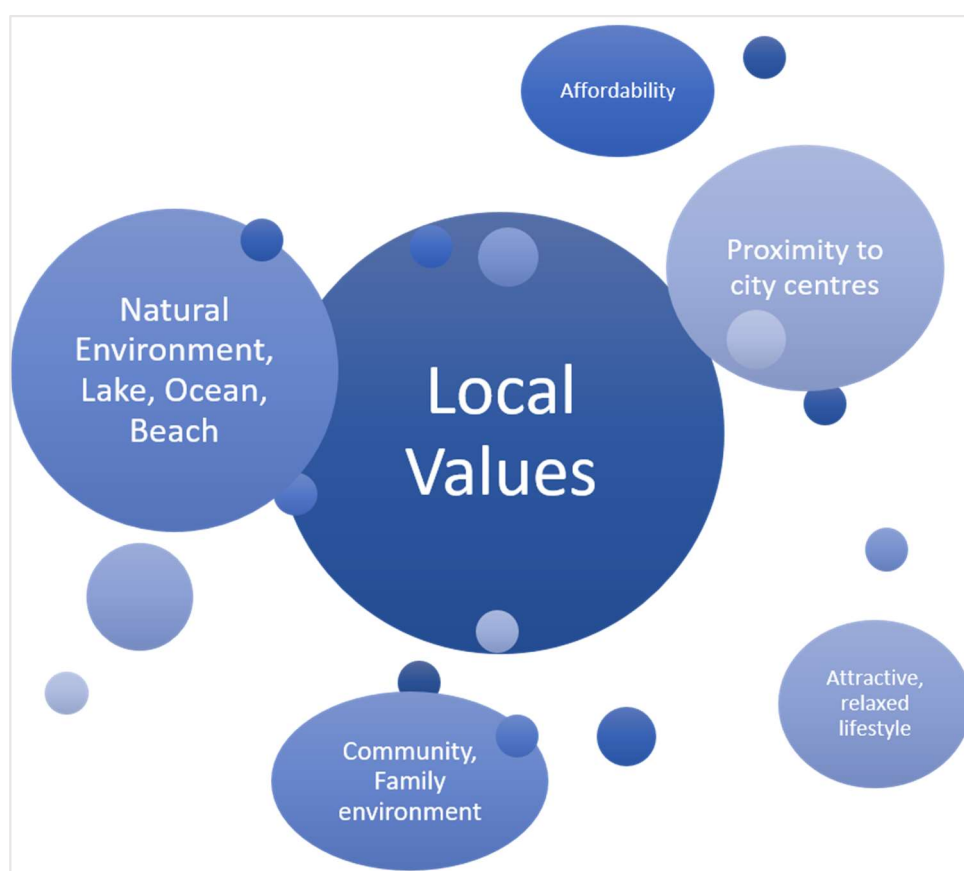 Affordability
Proximity to
city centres
Natural
Environment,
Lake, Ocean,
Beach
Local
Values
Attractive,
relaxed
lifestyle
Community,
Family
environment